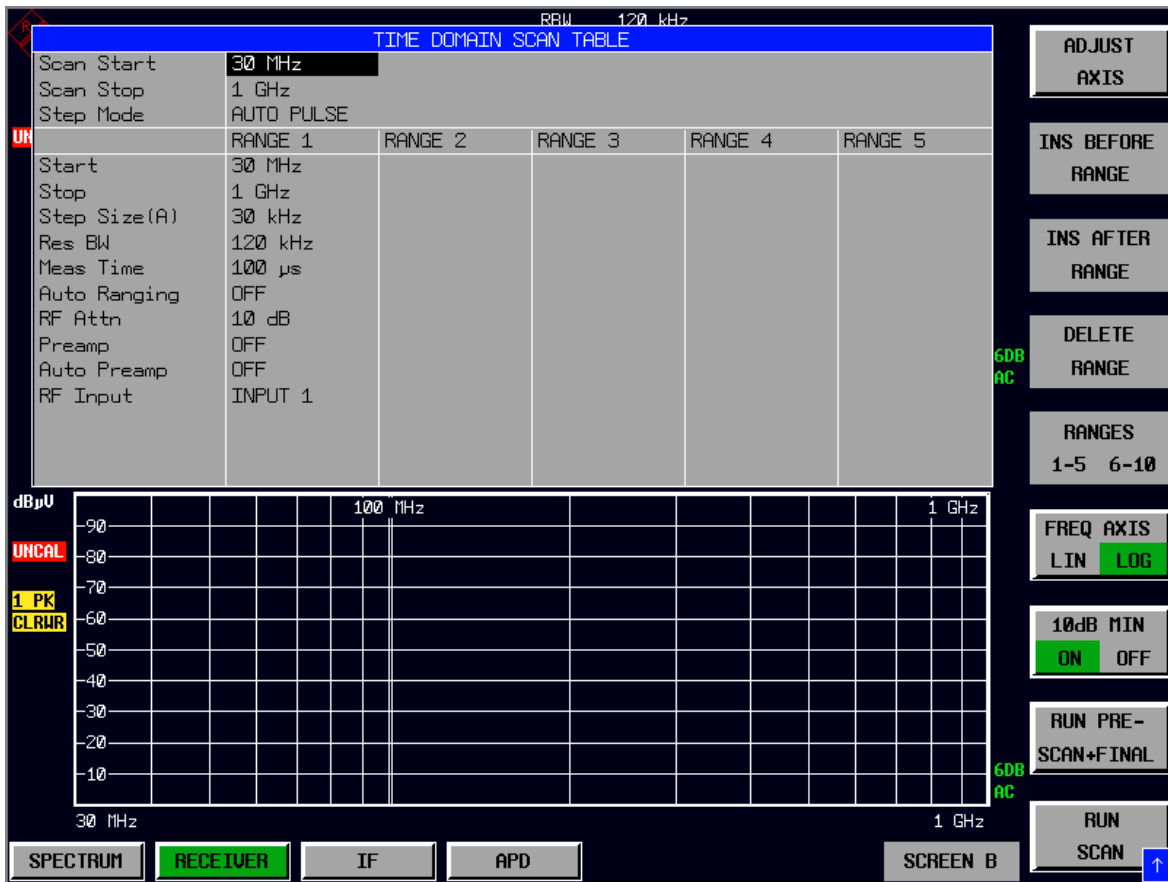 RBW 120 kHz
TIME DOMAIN SCAN TABLE
Scan Start 30 MHz
Scan Stop 1 GHz
Step Mode AUTO PULSE
UN
RANGE 1 RANGE 2 RANGE 3 RANGE 4 RANGE 5
Start 30 MHz
Stop 1 GHz
Step Size(A) 30 kHz
Res BW 120 kHz
Meas Time 100 µs
Auto Ranging OFF
RF Attn 10 dB
Preamp OFF
Auto Preamp OFF
RF Input INPUT 1
6DB
AC
dBµV
100 MHz 1 GHz
90
UNCAL
80
70
1 PK
CLRWR
60
50
40
30
20
10
6DB
AC
30 MHz 1 GHz
ADJUST
AXIS
INS BEFORE
RANGE
INS AFTER
RANGE
DELETE
RANGE
RANGES
1-5 6-10
FREQ AXIS
LIN LOG
10dB MIN
ON OFF
RUN PRE-
SCAN+FINAL
RUN
SCAN
↑
SPECTRUM RECEIVER IF APD SCREEN B